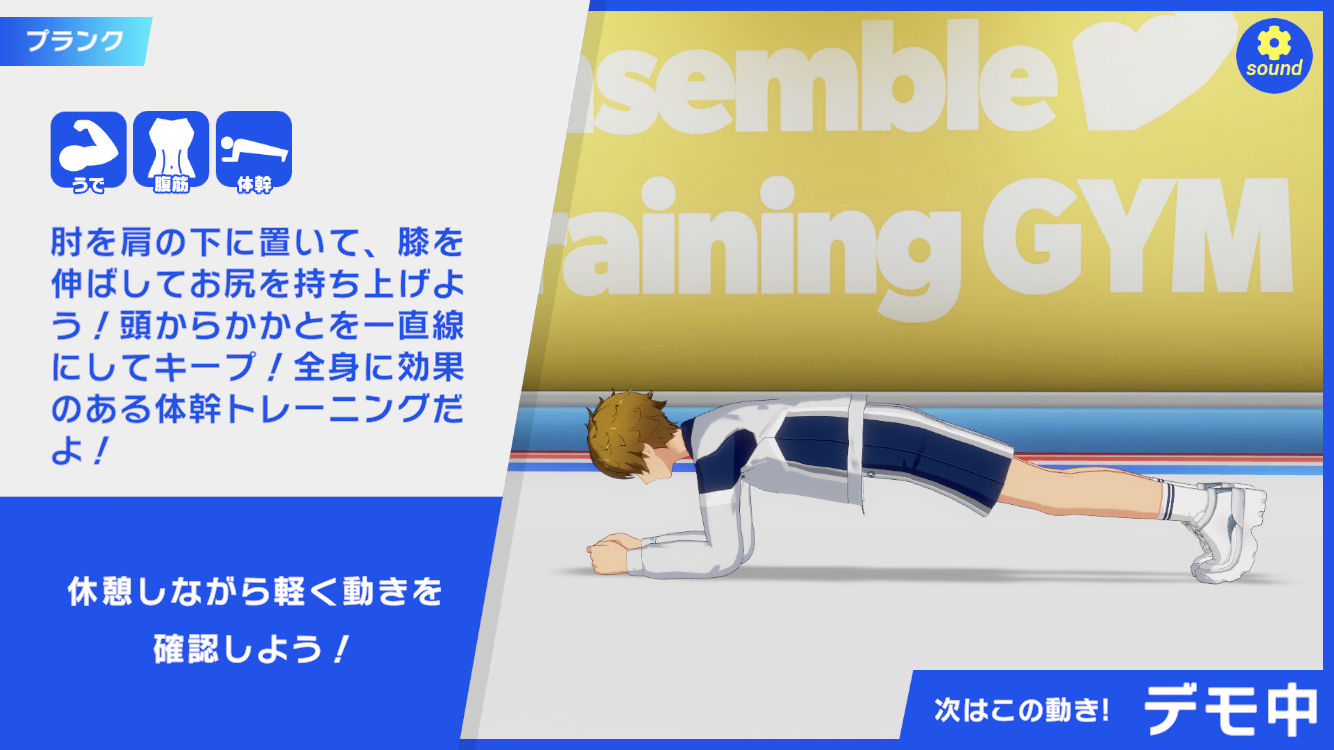 プランク
sound
うで
腹筋
体幹
肘を肩の下に置いて、膝を
伸ばしてお尻を持ち上げよ
う！頭からかかとを一直線
にしてキープ！全身に効果
のある体幹トレーニングだ
よ！
休憩しながら軽く動きを
確認しよう！
semble
raining GYM
次はこの動き!
デモ中